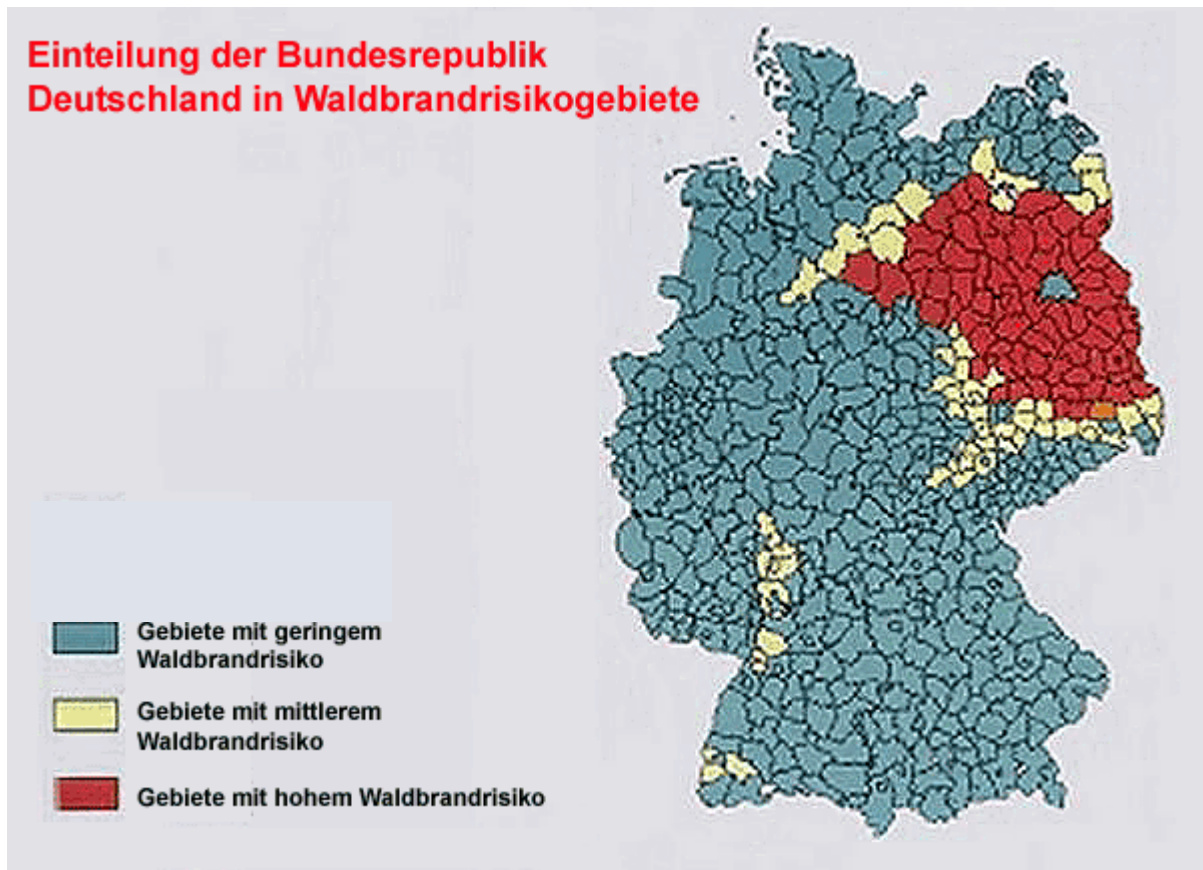 Einteilung der Bundesrepublik
Deutschland in Waldbrandrisikogebiete
Gebiete mit geringem
Waldbrandrisiko
Gebiete mit mittlerem
Waldbrandrisiko
Gebiete mit hohem Waldbrandrisiko